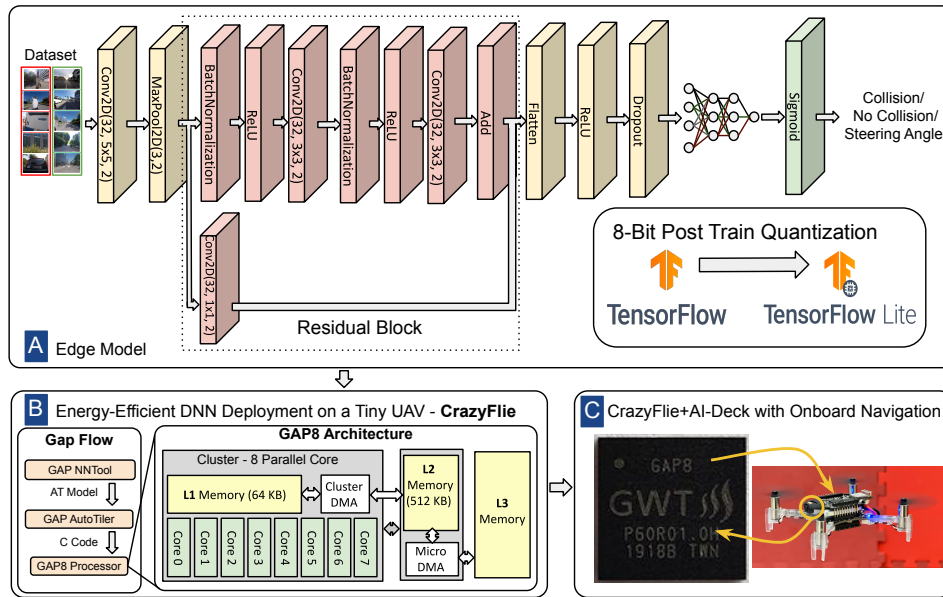 Dataset
Conv2D(32, 5x5, 2)
MaxPool2D(3,2)
BatchNormalization
ReLU
Conv2D(32, 3x3, 2)
BatchNormalization
ReLU
Conv2D(32, 3x3, 2)
Add
Flatten
ReLU
Dropout
Sigmoid
Collision/
No Collision/
Steering Angle
Conv2D(32, 1x1, 2)
Residual Block
8-Bit Post Train Quantization
TensorFlow
TensorFlow Lite
A Edge Model
B Energy-Efficient DNN Deployment on a Tiny UAV - CrazyFlie
Gap Flow
GAP NNTool
AT Model
GAP AutoTiler
C Code
GAP8 Processor
GAP8 Architecture
Cluster - 8 Parallel Core
L1 Memory (64 KB)
Cluster
DMA
Core 0
Core 1
Core 2
Core 3
Core 4
Core 5
Core 6
Core 7
L2
Memory
(512 KB)
Micro
DMA
L3
Memory
C CrazyFlie+AI-Deck with Onboard Navigation
GAP8
GWT
P60R01.0H
1918B TWN